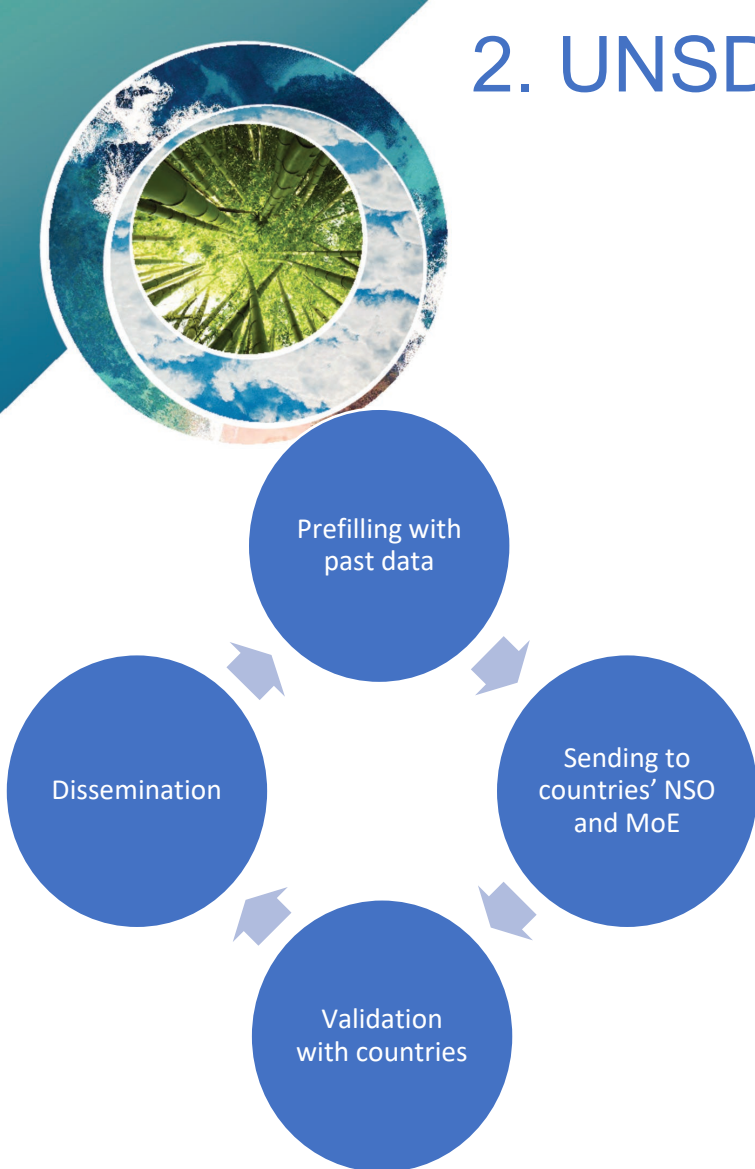 2. UNSD
Prefilling with
past data
Sending to
countries’ NSO
and MoE
Validation
with countries
Dissemination